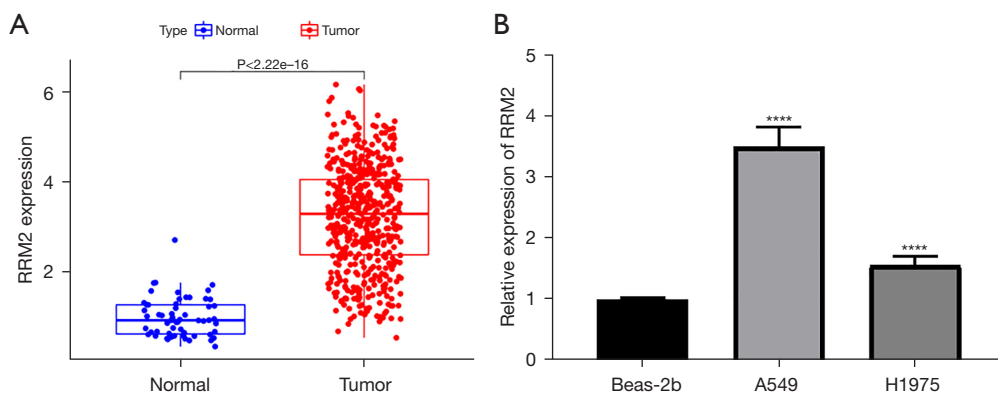 A
Type Normal Tumor
P<2.22e–16
RRM2 expression
6
4
2
Normal Tumor
B
Relative expression of RRM2
5
4
3
2
1
0
****
****
Beas-2b A549 H1975